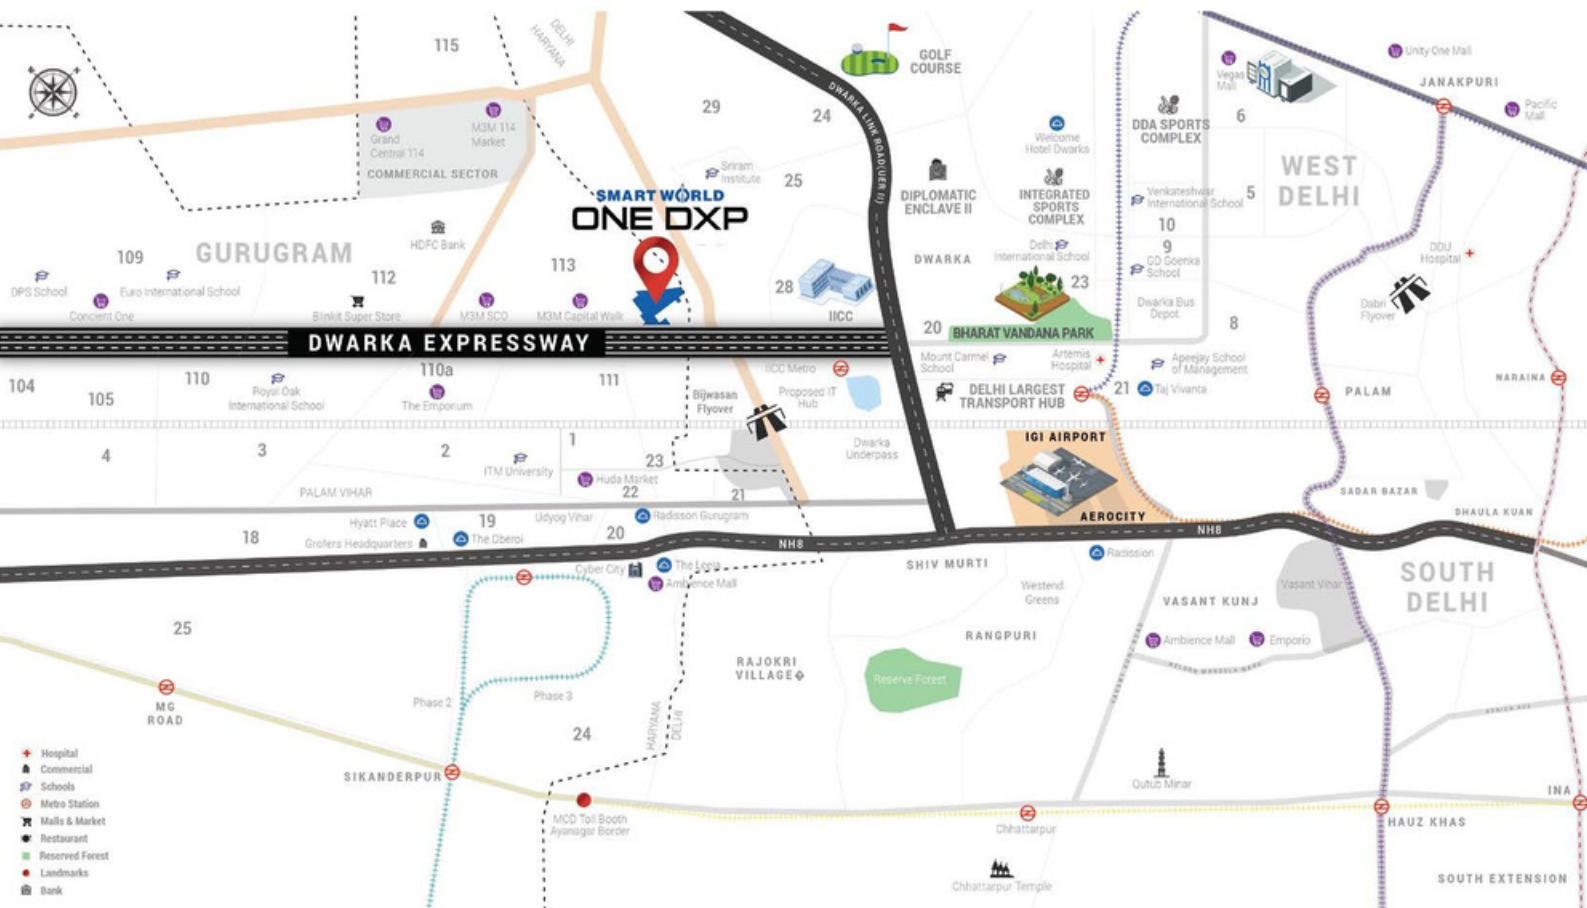 115
DELHI
HARYANA
GOLF
COURSE
Unity One Mall
Vegas
Mall
JANAKPURI
Pacific
Mall
29
24
DWARKA LINK ROAD(UER II)
6
DDA SPORTS
COMPLEX
Grand
Central 114
M3M 114
Market
COMMERCIAL SECTOR
Welcome
Hotel Dwarks
WEST
DELHI
Sriram
Institute
25
SMARTWORLD
ONE DXP
DIPLOMATIC
ENCLAVE II
INTEGRATED
SPORTS
COMPLEX
Venkateshwar
International School
5
10
HDFC Bank
109
GURUGRAM
112
113
DWARKA
Delhi
International School
9
GD Goenka
School
DDU
Hospital
DPS School
Euro International School
Concient One
Blinkit Super Store
M3M SCO
M3M Capital Walk
28
IICC
23
Dwarka Bus
Depot.
Dabri
Flyover
20
BHARAT VANDANA PARK
8
DWARKA EXPRESSWAY
Mount Carmel
School
Artemis
Hospital
Apeejay School
of Management
IICC Metro
104
105
110
110a
111
Royal Oak
International School
The Emporium
Bijwasan
Flyover
Proposed IT
Hub
DELHI LARGEST
TRANSPORT HUB
21
Taj Vivanta
PALAM
NARAINA
4
3
2
1
ITM University
23
Huda Market
22
21
Dwarka
Underpass
IGI AIRPORT
AEROCITY
PALAM VIHAR
SADAR BAZAR
DHAULA KUAN
18
Hyatt Place
19
Udyog Vihar
Radisson Gurugram
Grofers Headquarters
The Oberoi
20
NH8
NH8
Cyber City
The Leela
Ambience Mall
SHIV MURTI
Radission
Westend
Greens
Vasant Vihar
SOUTH
DELHI
VASANT KUNJ
25
RANGPURI
Ambience Mall
Emporio
RAJOKRI
VILLAGE�
Reserve Forest
MG
ROAD
Phase 2
Phase 3
24
HARYANA
DELHI
SIKANDERPUR
Qutub Minar
INA
MCD Toll Booth
Ayanagar Border
Chhattarpur
HAUZ KHAS
Chhattarpur Temple
SOUTH EXTENSION
Hospital
Commercial
Schools
Metro Station
Malls & Market
Restaurant
Reserved Forest
Landmarks
Bank